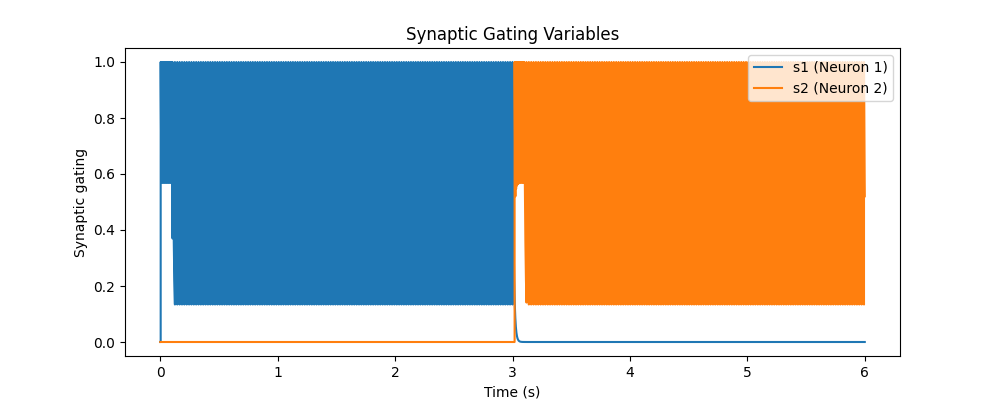 Synaptic Gating Variables
Synaptic gating
1.0
0.8
0.6
0.4
0.2
0.0
s1 (Neuron 1)
s2 (Neuron 2)
0 1 2 3 4 5 6
Time (s)